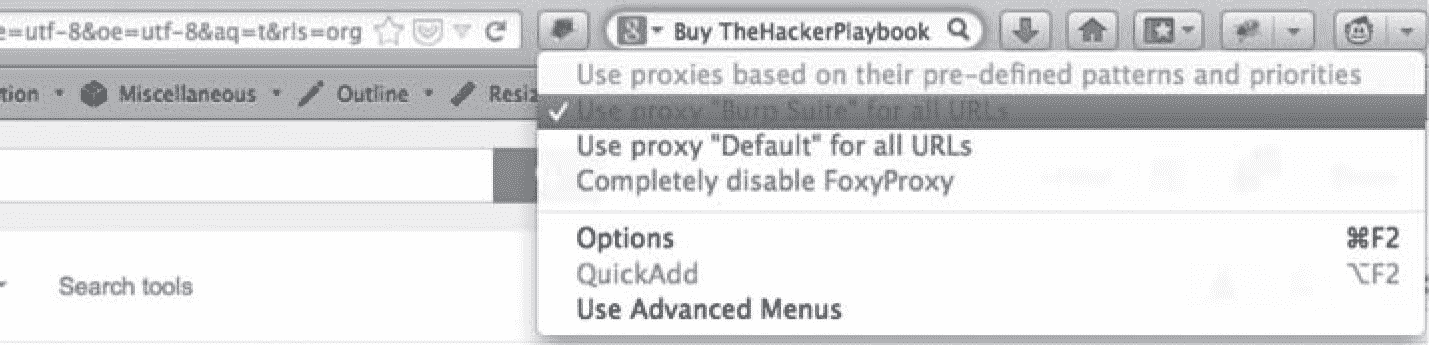 e=utf-8&oe=utf-8&aq=t&rls=org
Buy TheHackerPlaybook
tion Miscellaneous Outline Resiz
Use proxies based on their pre-defined patterns and priorities
Use proxy "Burp Suite" for all URLs
Use proxy "Default" for all URLs
Completely disable FoxyProxy
Options ⌘F2
QuickAdd ⌥F2
Use Advanced Menus
Search tools